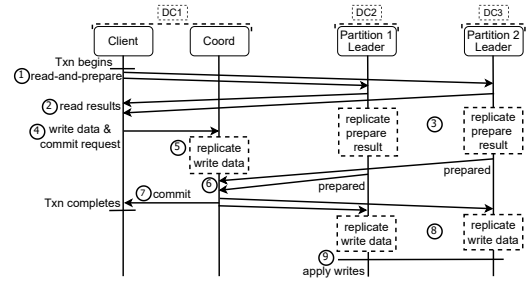 DC1
DC2
DC3
Client
Coord
Partition 1
Leader
Partition 2
Leader
Txn begins
① read-and-prepare
② read results
③
replicate
prepare
result
replicate
prepare
result
④ write data &
commit request
⑤
replicate
write data
prepared
prepared
⑥
⑦ commit
Txn completes
replicate
write data
⑧
replicate
write data
⑨
apply writes